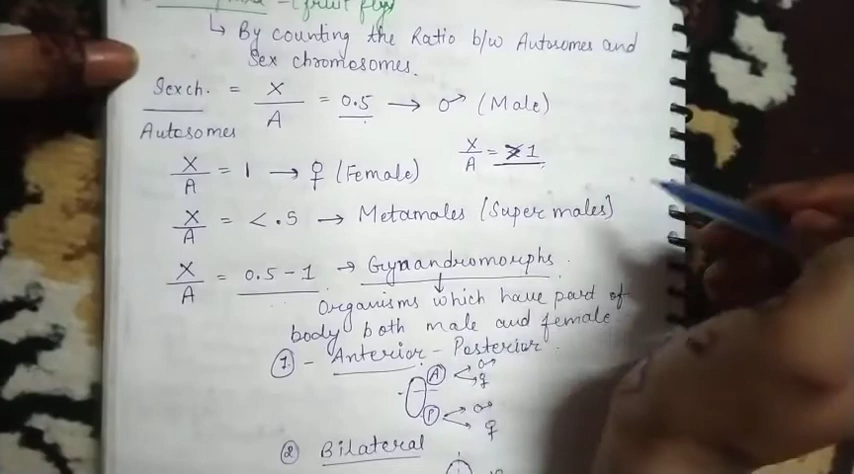 - (fruit fly)
↳ By counting the Ratio b/w Autosomes and
Sex chromosomes.
Sex ch. / Autosomes = X/A = 0.5 → ♂ (Male)
X/A = 1 → ♀ (Female)
X/A = 1
X/A = < .5 → Metamales (Super males)
X/A = 0.5 - 1 → Gynandromorphs.
Organisms which have part of
body both male and female
① - Anterior - Posterior.
A ♂ ♀
P ♂ ♀
② Bilateral